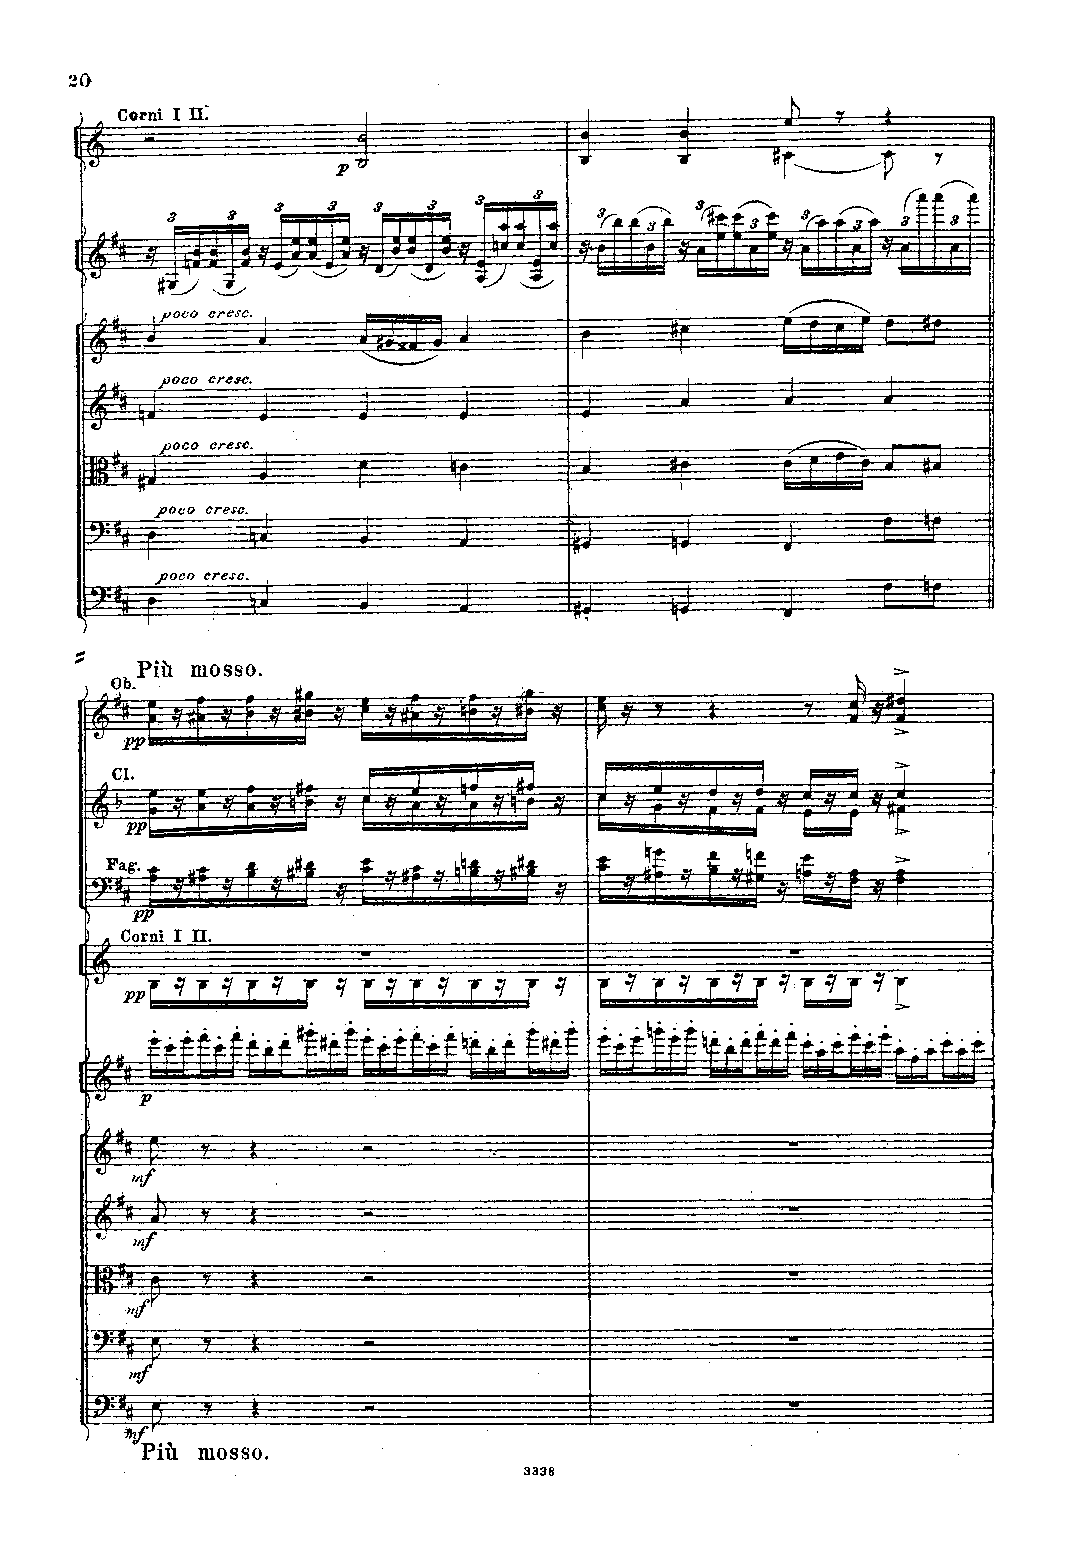 20
Corni I II.
p
3 3 3 3 3 3 3 3 3 3 3 3 3 3 3 3
poco cresc.
poco cresc.
poco cresc.
poco cresc.
poco cresc.
Più mosso.
Ob.
pp
Cl.
pp
Fag.
pp
Corni I II.
pp
p
mf
mf
mf
mf
mf
Più mosso.
3338